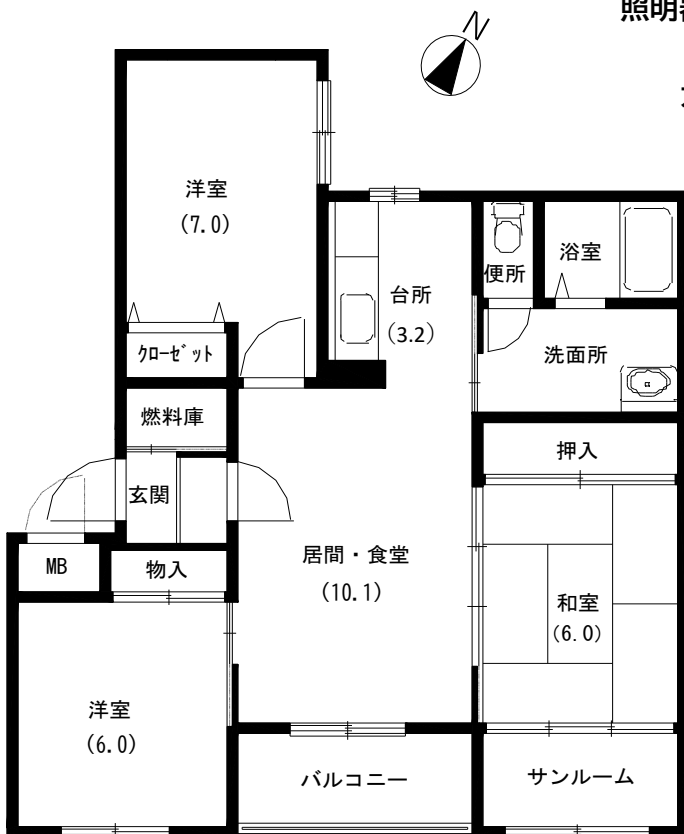 照明
N
洋室
(7.0)
台所
(3.2)
便所
浴室
洗面所
クローゼット
燃料庫
玄関
押入
MB
物入
居間・食堂
(10.1)
和室
(6.0)
洋室
(6.0)
バルコニー
サンルーム